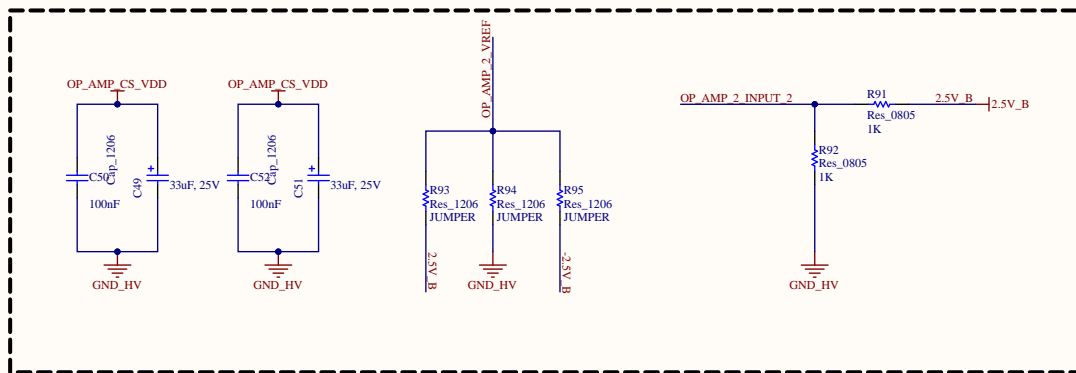 OP_AMP_CS_VDD
C50
100nF
Cap_1206
C49
33uF, 25V
GND_HV
OP_AMP_CS_VDD
C52
100nF
Cap_1206
C51
33uF, 25V
GND_HV
OP_AMP_2_VREF
R93
Res_1206
JUMPER
R94
Res_1206
JUMPER
R95
Res_1206
JUMPER
2.5V_B
GND_HV
-2.5V_B
OP_AMP_2_INPUT_2
R91
Res_0805
1K
2.5V_B
2.5V_B
R92
Res_0805
1K
GND_HV